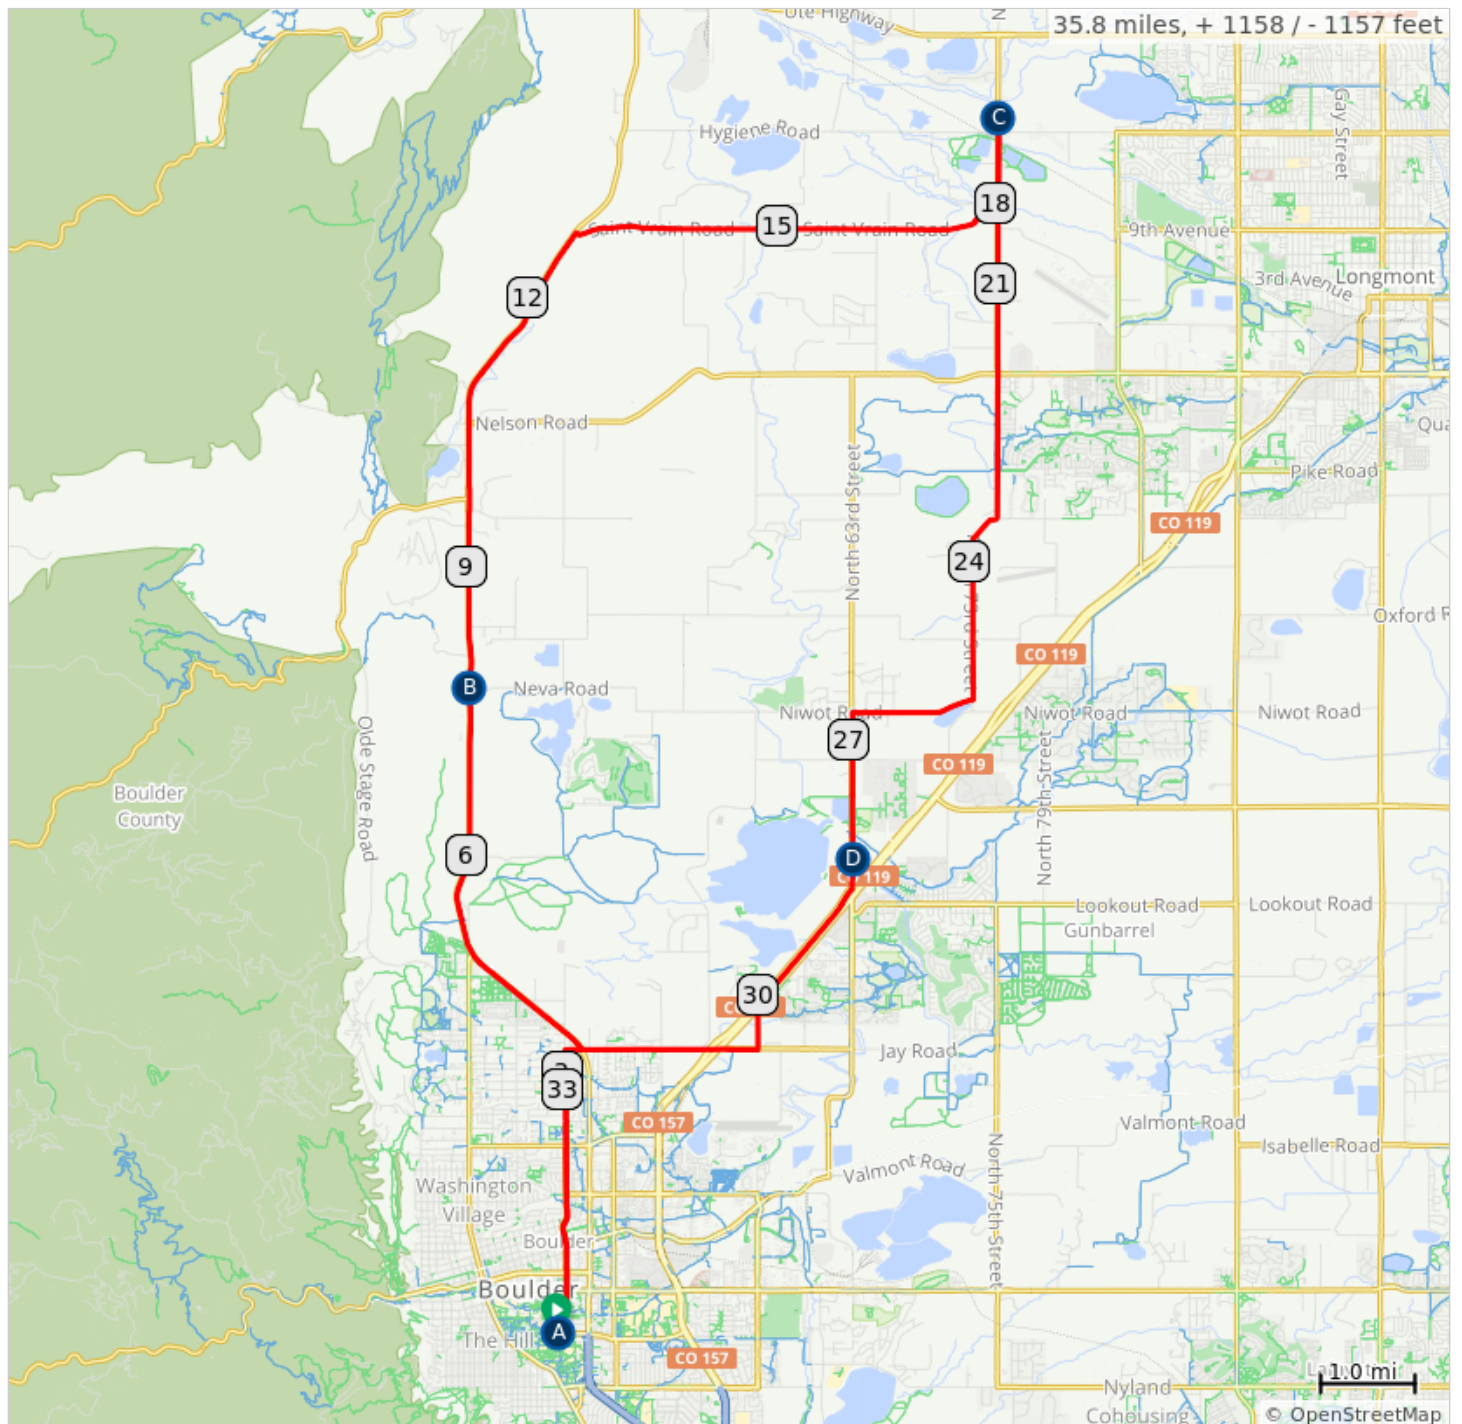 Ute Highway
N
35.8 miles, + 1158 / - 1157 feet
C
Hygiene Road
Gay Street
18
15
Saint Vrain Road
Saint Vrain Road
9th Avenue
12
21
3rd Avenue
Longmont
Nelson Road
North 63rd Street
Pike Road
CO 119
9
24
CO 119
B
Neva Road
Niwot Road
Niwot Road
Niwot Road
27
Olde Stage Road
CO 119
North 79th Street
Boulder
County
6
D
CO 119
Lookout Road
Lookout Road
Gunbarrel
30
Jay Road
33
CO 157
Valmont Road
Isabelle Road
North 75th Street
Valmont Road
Washington
Village
Boulder
Boulder
The Hill
A
CO 157
1.0 mi
Nyland
Cohousing
© OpenStreetMap